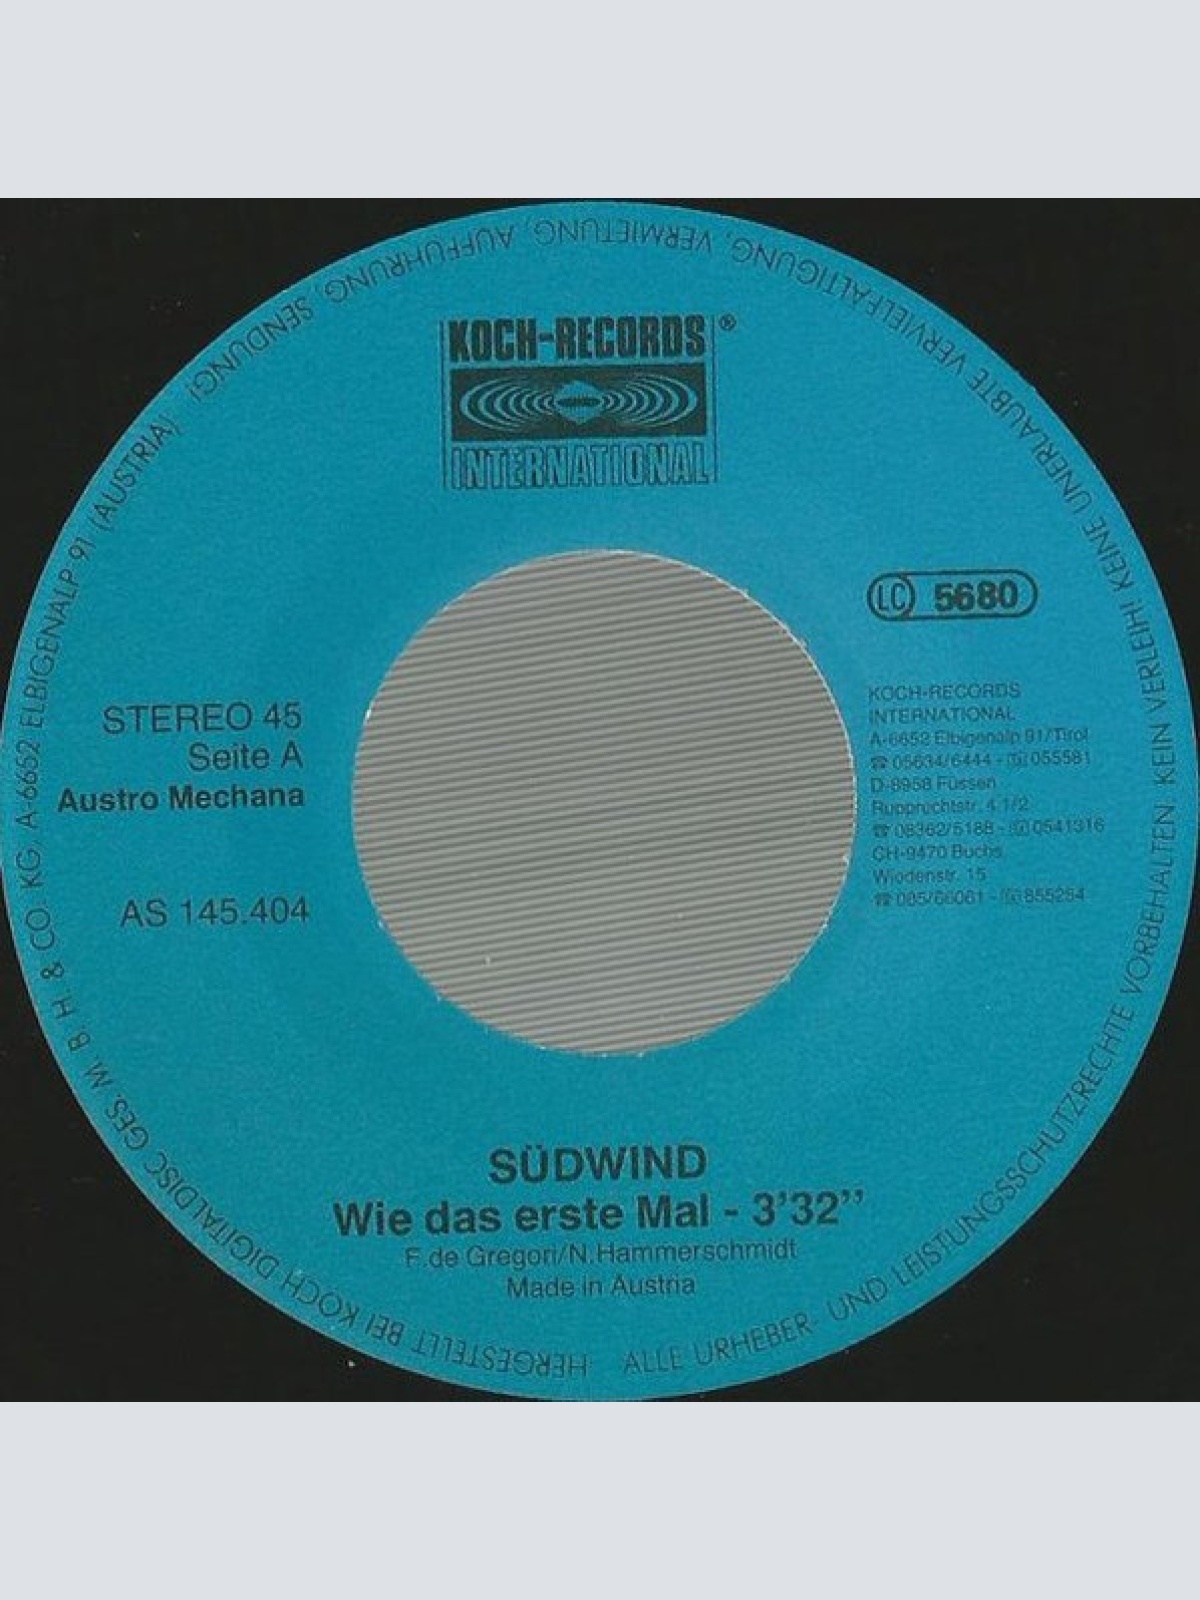 KOCH-RECORDS ®
INTERNATIONAL
LC 5680
STEREO 45
Seite A
Austro Mechana
AS 145.404
KOCH-RECORDS
INTERNATIONAL
A-6652 Elbigenalp 91/Tirol
☎ 05634/6444 - 055581
D-8958 Füssen
Rupprechtstr. 4 1/2
☎ 08362/5188 - 0541316
CH-9470 Buchs
Wiedenstr. 15
☎ 085/66061 - 855254
SÜDWIND
Wie das erste Mal - 3'32"
F. de Gregori/N.Hammerschmidt
Made in Austria
HERGESTELLT BEI KOCH DIGITALDISC GES. M. B. H. & CO. KG. A-6652 ELBIGENALP 91 (AUSTRIA)
ALLE URHEBER- UND LEISTUNGSSCHUTZRECHTE VORBEHALTEN. KEIN VERLEIH! KEINE UNERLAUBTE VERVIELFÄLTIGUNG, VERMIETUNG, AUFFÜHRUNG, SENDUNG!